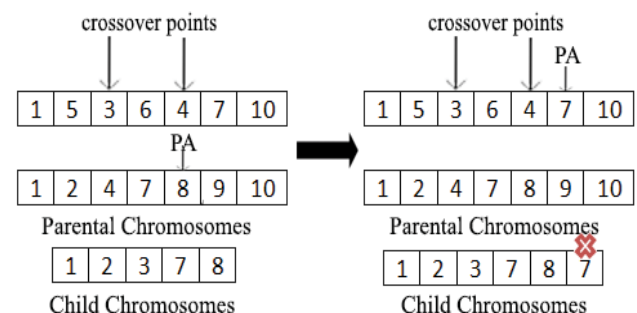 crossover points
1 5 3 6 4 7 10
PA
1 2 4 7 8 9 10
Parental Chromosomes
1 2 3 7 8
Child Chromosomes
crossover points
PA
1 5 3 6 4 7 10
1 2 4 7 8 9 10
Parental Chromosomes
1 2 3 7 8 7
Child Chromosomes